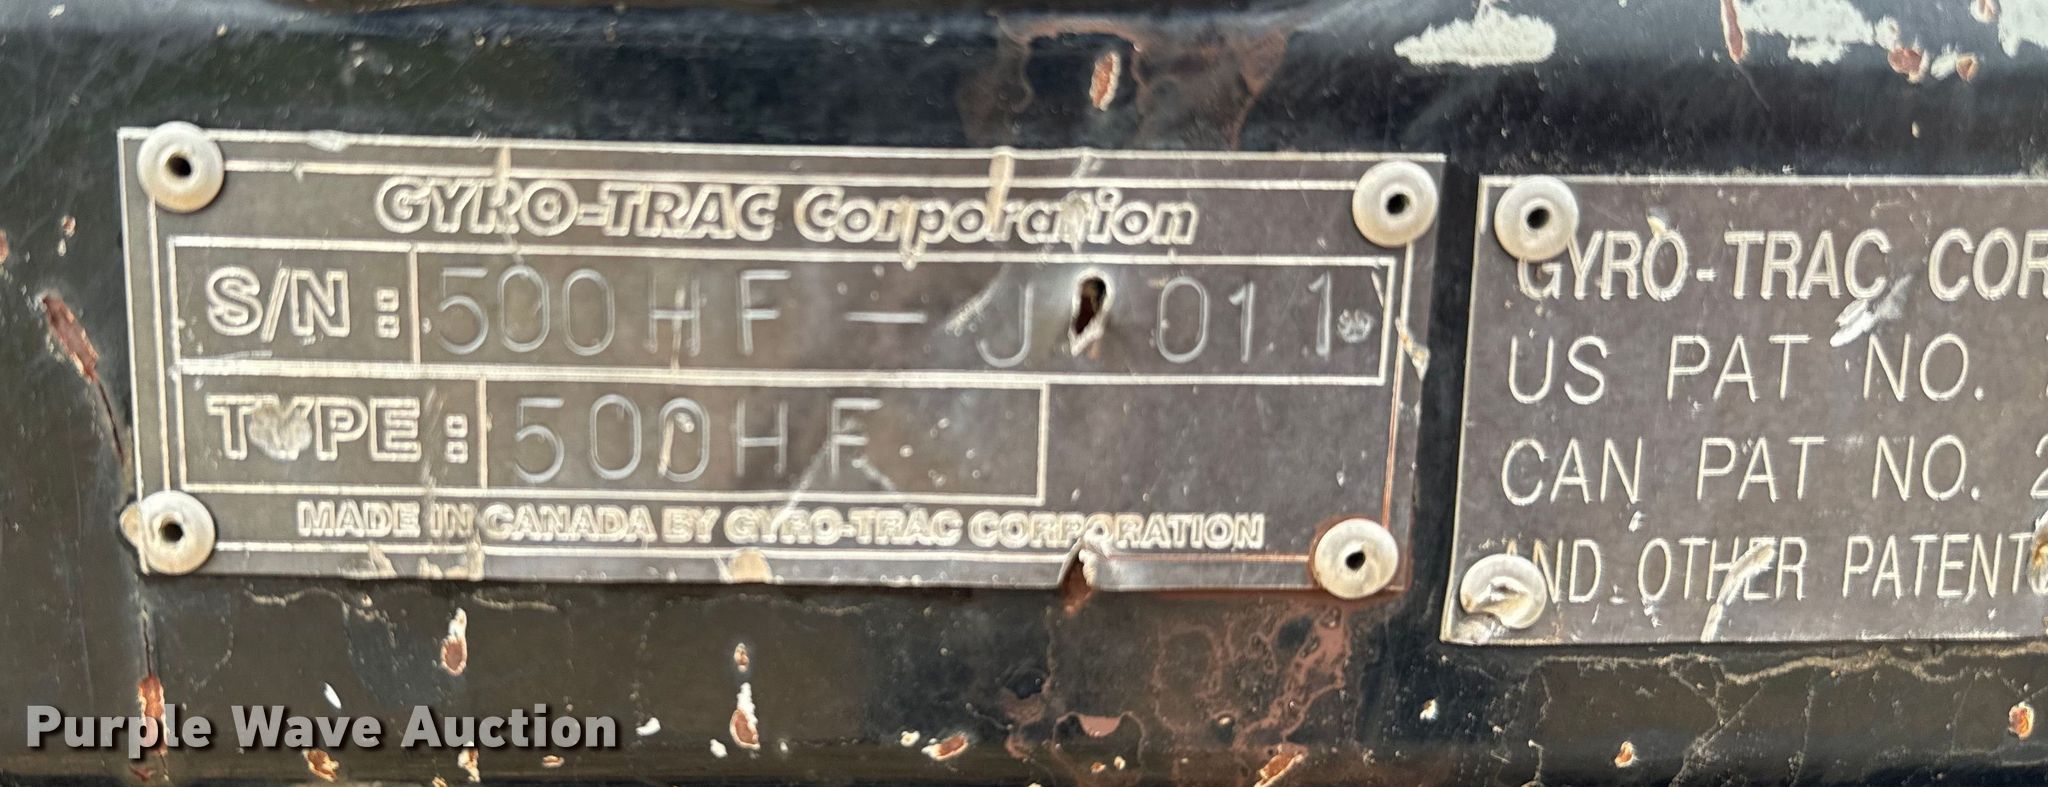 GYRO-TRAC Corporation
S/N: 500HF-J 011
TYPE: 500HF
MADE IN CANADA BY GYRO-TRAC CORPORATION
GYRO-TRAC COR
US PAT NO.
CAN PAT NO. 2
AND OTHER PATENT
Purple Wave Auction